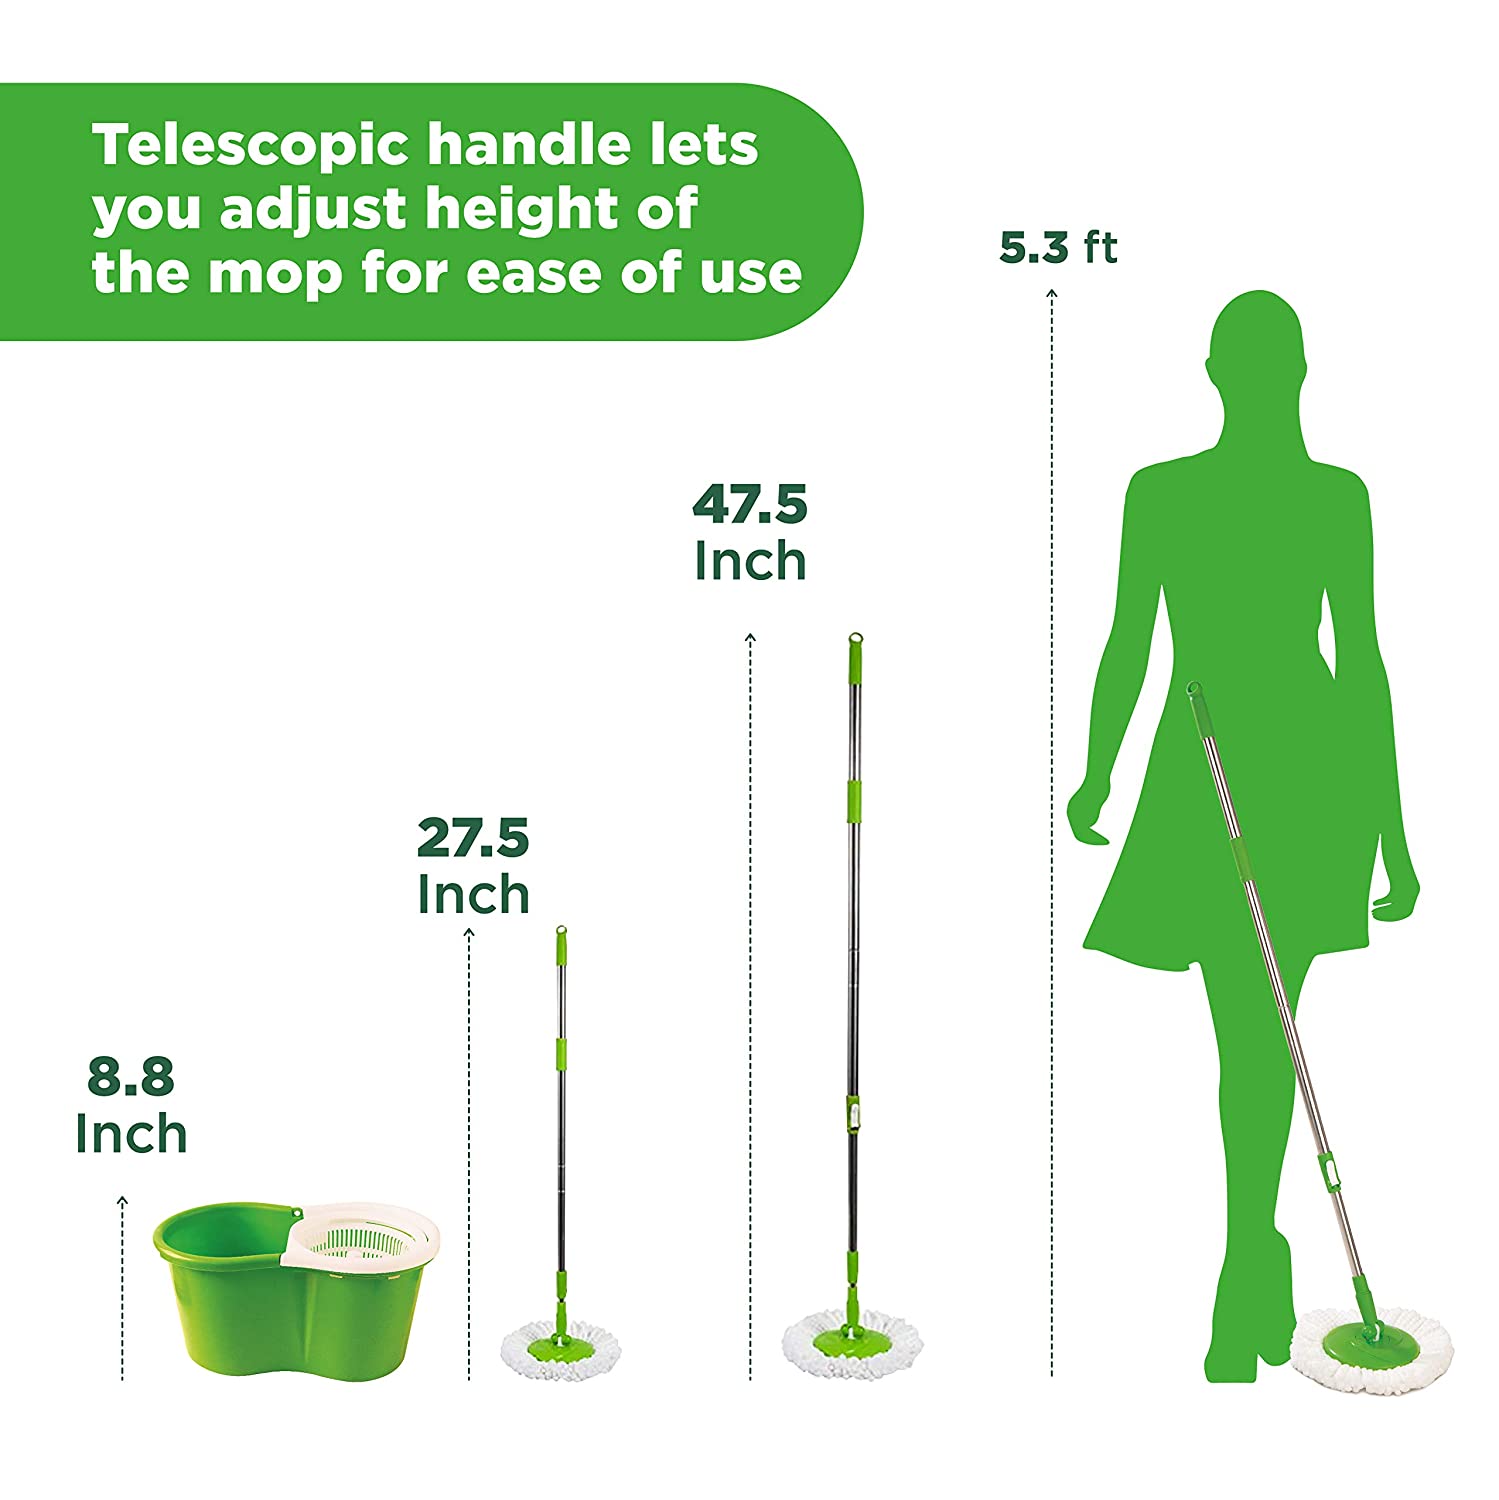 Telescopic handle lets
you adjust height of
the mop for ease of use
5.3 ft
47.5
Inch
27.5
Inch
8.8
Inch